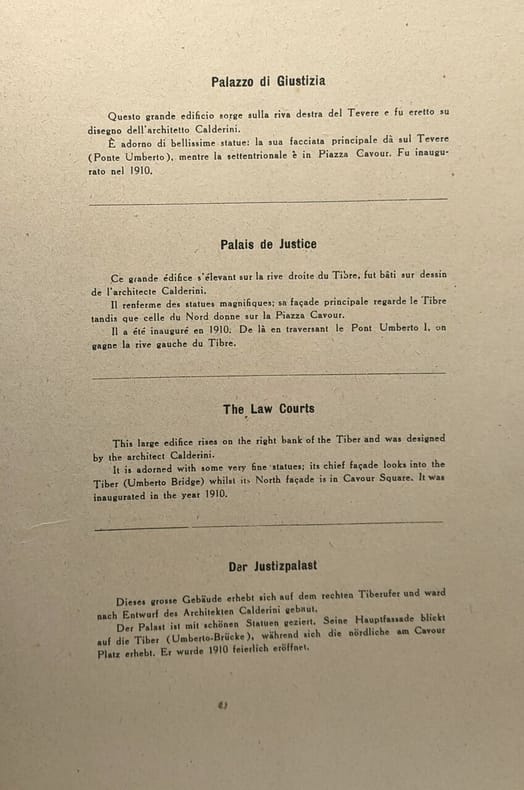 Palazzo di Giustizia
Questo grande edificio sorge sulla riva destra del Tevere e fu eretto su
disegno dell'architetto Calderini.
È adorno di bellissime statue: la sua facciata principale dà sul Tevere
(Ponte Umberto), mentre la settentrionale è in Piazza Cavour. Fu inaugu-
rato nel 1910.
Palais de Justice
Ce grande édifice s'élevant sur la rive droite du Tibre, fut bâti sur dessin
de l'architecte Calderini.
Il renferme des statues magnifiques; sa façade principale regarde le Tibre
tandis que celle du Nord donne sur la Piazza Cavour.
Il a été inauguré en 1910. De là en traversant le Pont Umberto I, on
gagne la rive gauche du Tibre.
The Law Courts
This large edifice rises on the right bank of the Tiber and was designed
by the architect Calderini.
It is adorned with some very fine statues; its chief façade looks into the
Tiber (Umberto Bridge) whilst its North façade is in Cavour Square. It was
inaugurated in the year 1910.
Der Justizpalast
Dieses grosse Gebäude erhebt sich auf dem rechten Tiberufer und ward
nach Entwurf des Architekten Calderini gebaut.
Der Palast ist mit schönen Statuen geziert. Seine Hauptfassade blickt
auf die Tiber (Umberto-Brücke), während sich die nördliche am Cavour
Platz erhebt. Er wurde 1910 feierlich eröffnet.